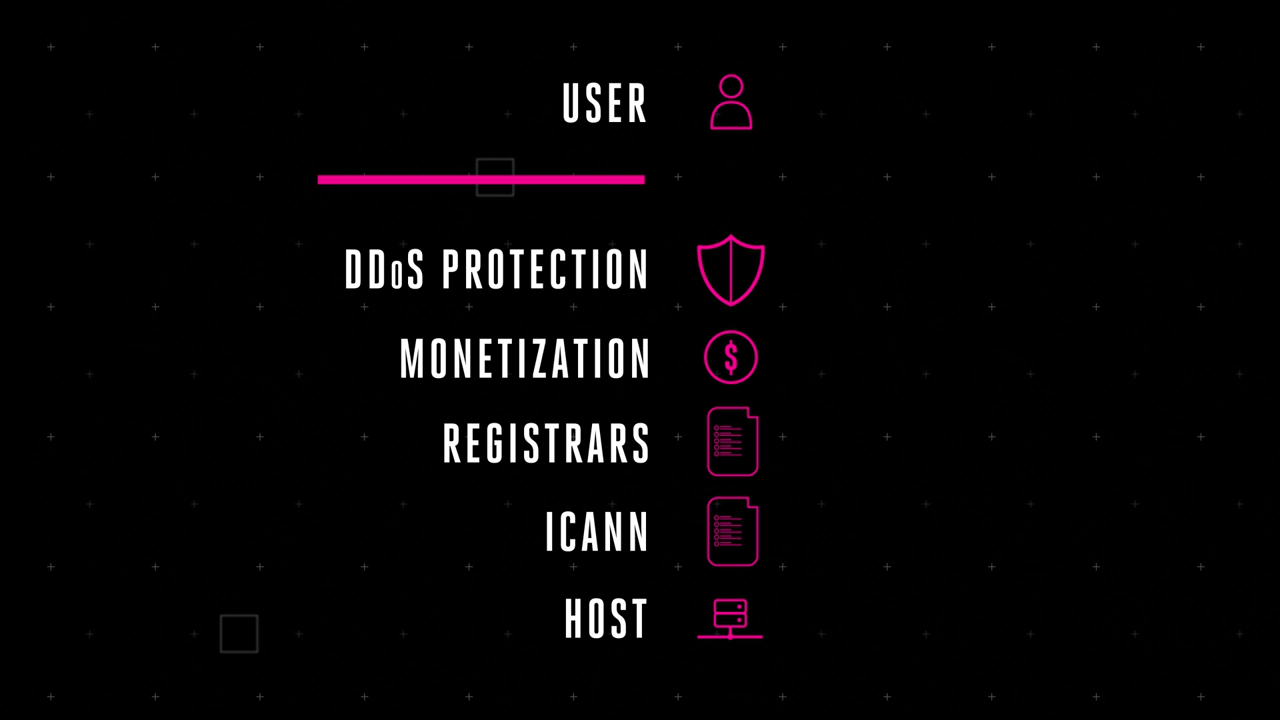 USER
DDoS PROTECTION
MONETIZATION
REGISTRARS
ICANN
HOST